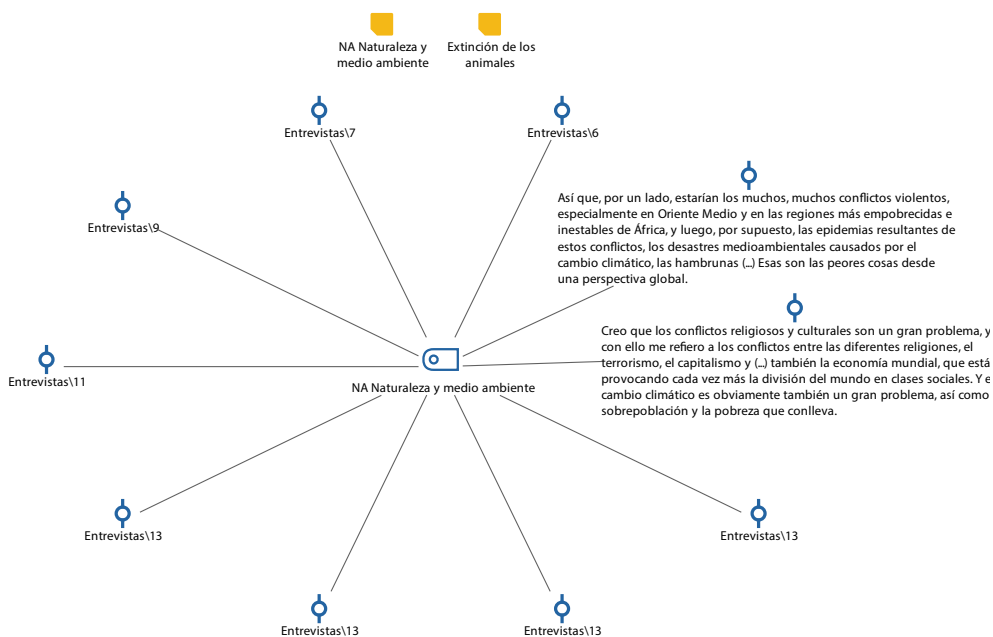 NA Naturaleza y
medio ambiente
Extinción de los
animales
Entrevistas\7
Entrevistas\6
Entrevistas\9
Así que, por un lado, estarían los muchos, muchos conflictos violentos,
especialmente en Oriente Medio y en las regiones más empobrecidas e
inestables de África, y luego, por supuesto, las epidemias resultantes de
estos conflictos, los desastres medioambientales causados por el
cambio climático, las hambrunas (...) Esas son las peores cosas desde
una perspectiva global.
Creo que los conflictos religiosos y culturales son un gran problema, y
con ello me refiero a los conflictos entre las diferentes religiones, el
terrorismo, el capitalismo y (...) también la economía mundial, que está
provocando cada vez más la división del mundo en clases sociales. Y e
cambio climático es obviamente también un gran problema, así como
sobrepoblación y la pobreza que conlleva.
Entrevistas\11
NA Naturaleza y medio ambiente
Entrevistas\13
Entrevistas\13
Entrevistas\13
Entrevistas\13